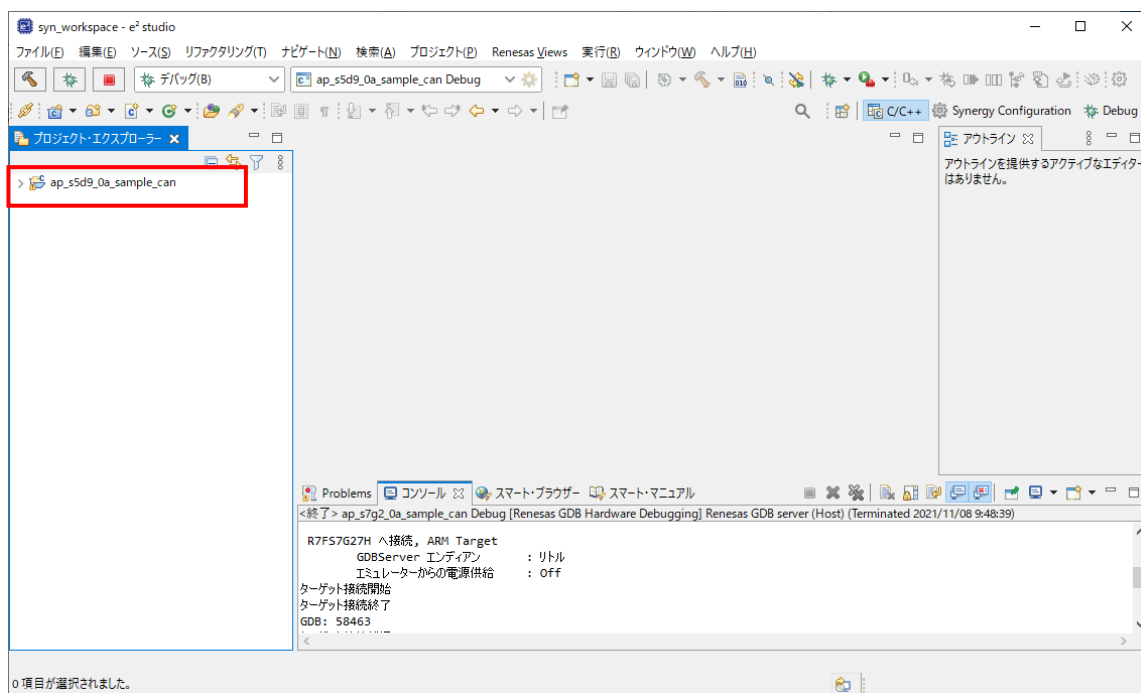 syn_workspace - e² studio
ファイル(F) 編集(E) ソース(S) リファクタリング(T) ナビゲート(N) 検索(A) プロジェクト(P) Renesas Views 実行(R) ウィンドウ(W) ヘルプ(H)
デバッグ(B) ap_s5d9_0a_sample_can Debug
C/C++ Synergy Configuration Debug
プロジェクト・エクスプローラー
アウトライン
ap_s5d9_0a_sample_can
アウトラインを提供するアクティブなエディター
はありません。
Problems コンソール スマート・ブラウザー スマート・マニュアル
<終了> ap_s7g2_0a_sample_can Debug [Renesas GDB Hardware Debugging] Renesas GDB server (Host) (Terminated 2021/11/08 9:48:39)
R7FS7G27H へ接続, ARM Target
GDBServer エンディアン : リトル
エミュレーターからの電源供給 : Off
ターゲット接続開始
ターゲット接続終了
GDB: 58463
0 項目が選択されました。